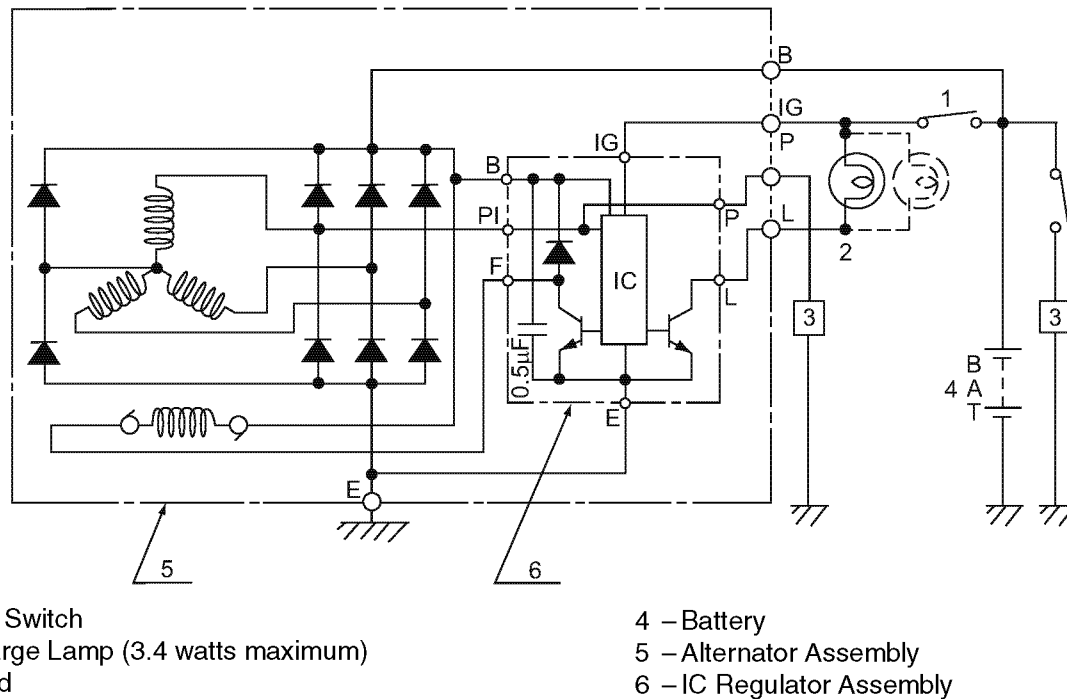 B
1
IG
IG
P
B
PI
P
L
2
F
L
IC
3
3
0.5µF
B
4 A
T
E
E
5
6
Switch
arge Lamp (3.4 watts maximum)
d
4 – Battery
5 – Alternator Assembly
6 – IC Regulator Assembly